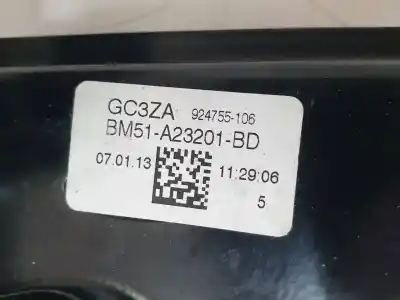 GC3ZA 924755-106
BM51-A23201-BD
07.01.13 11:29:06
5